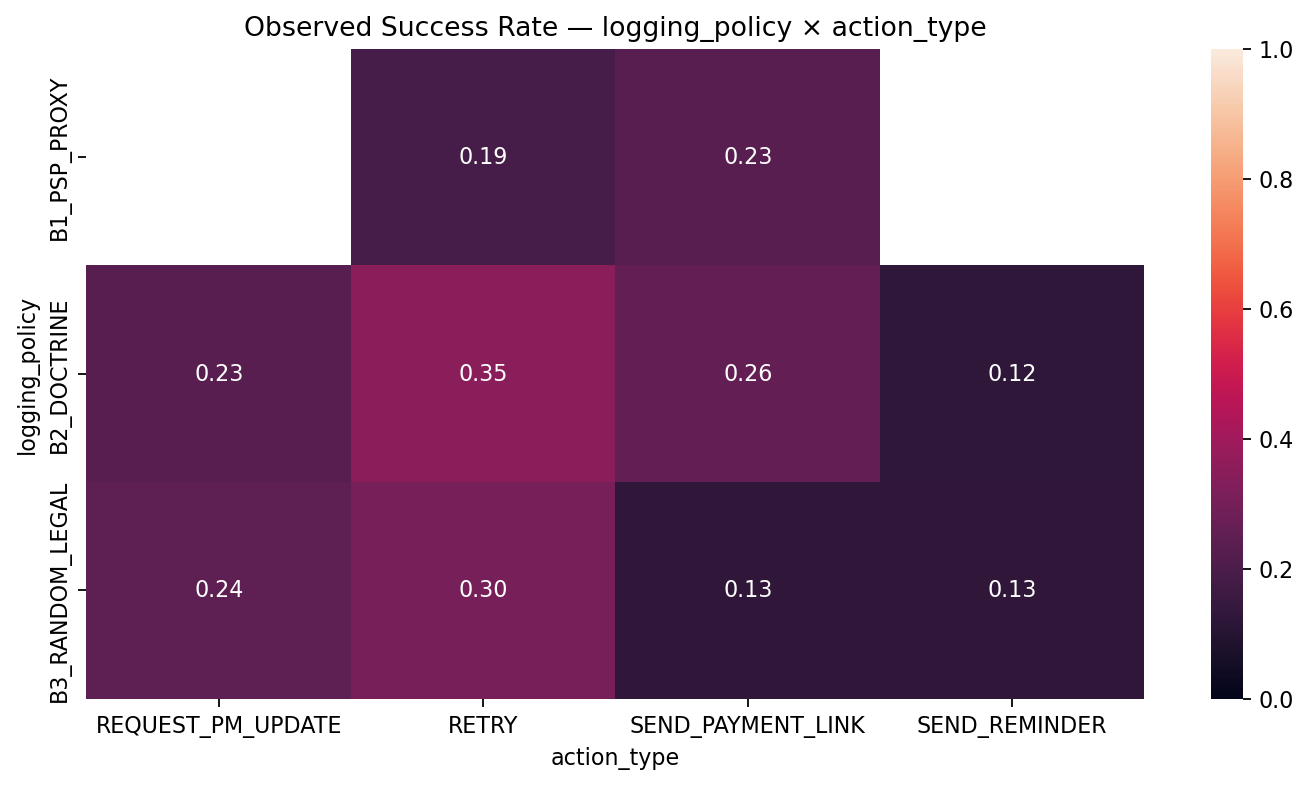 Observed Success Rate — logging_policy × action_type
logging_policy
B1_PSP_PROXY
0.19 0.23
B2_DOCTRINE
0.23 0.35 0.26 0.12
B3_RANDOM_LEGAL
0.24 0.30 0.13 0.13
REQUEST_PM_UPDATE RETRY SEND_PAYMENT_LINK SEND_REMINDER
action_type
1.0
0.8
0.6
0.4
0.2
0.0